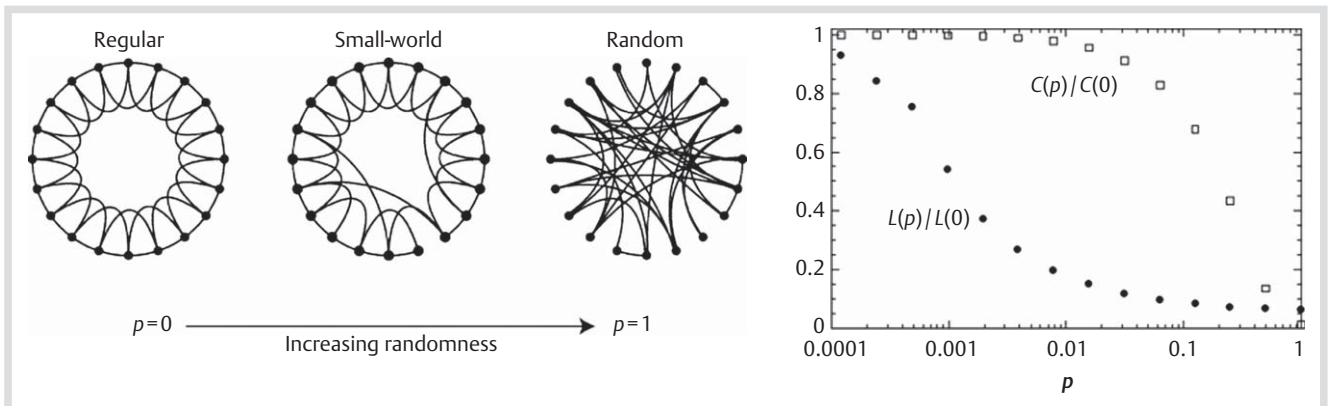 Regular Small-world Random
p=0 p=1
Increasing randomness
1
0.8
0.6
0.4
0.2
0
C(p)/C(0)
L(p)/L(0)
0.0001 0.001 0.01 0.1 1
p